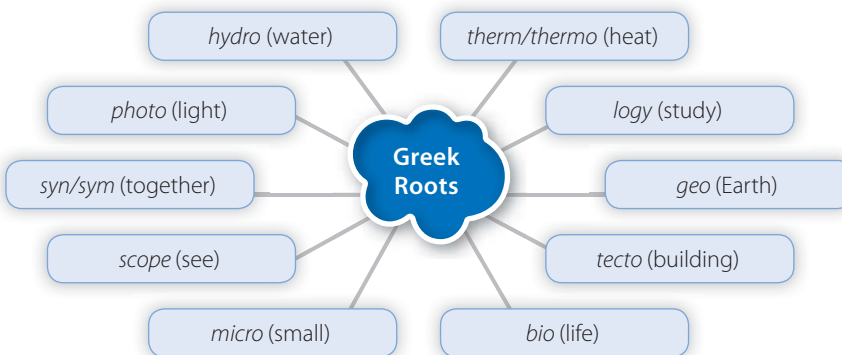 hydro (water)
therm/thermo (heat)
photo (light)
logy (study)
Greek
Roots
syn/sym (together)
geo (Earth)
scope (see)
tecto (building)
micro (small)
bio (life)